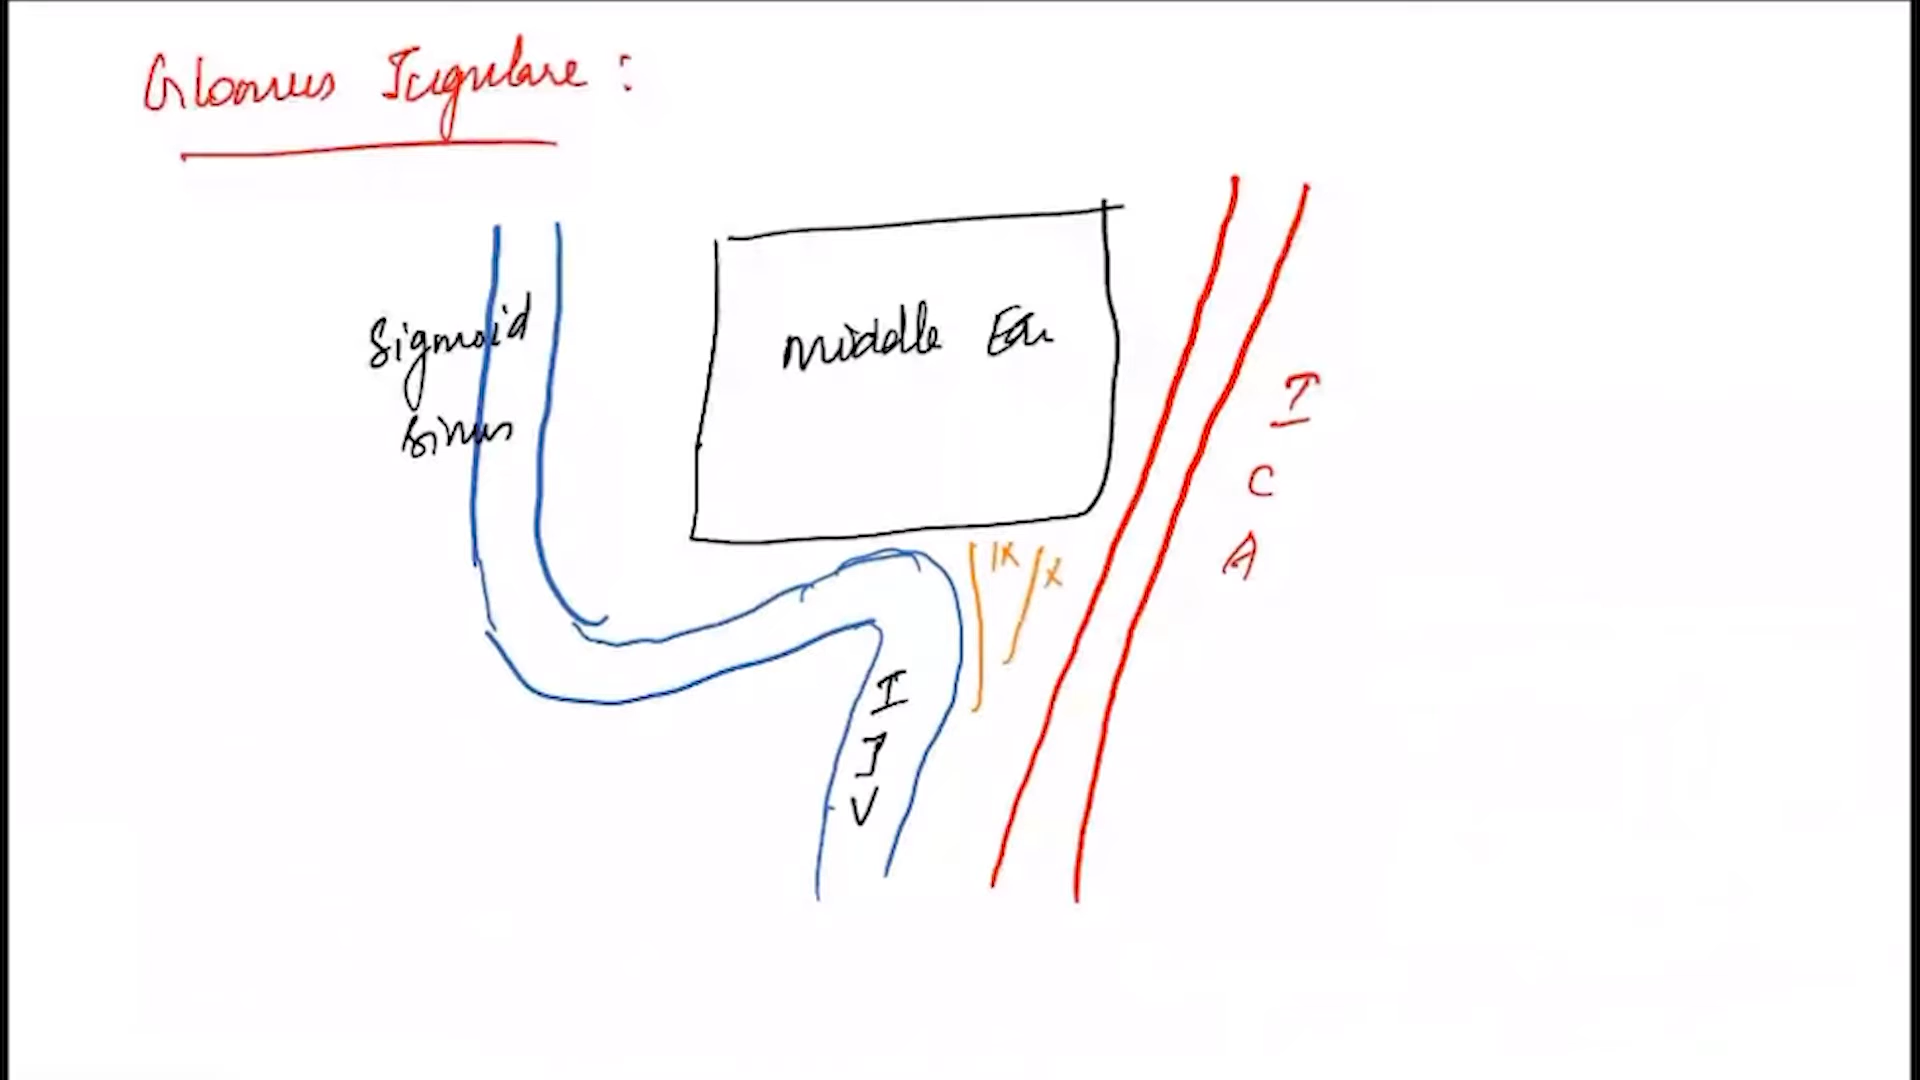 Glomus Jugulare :
Sigmoid
Sinus
Middle Ear
I
C
A
IX
X
I
J
V